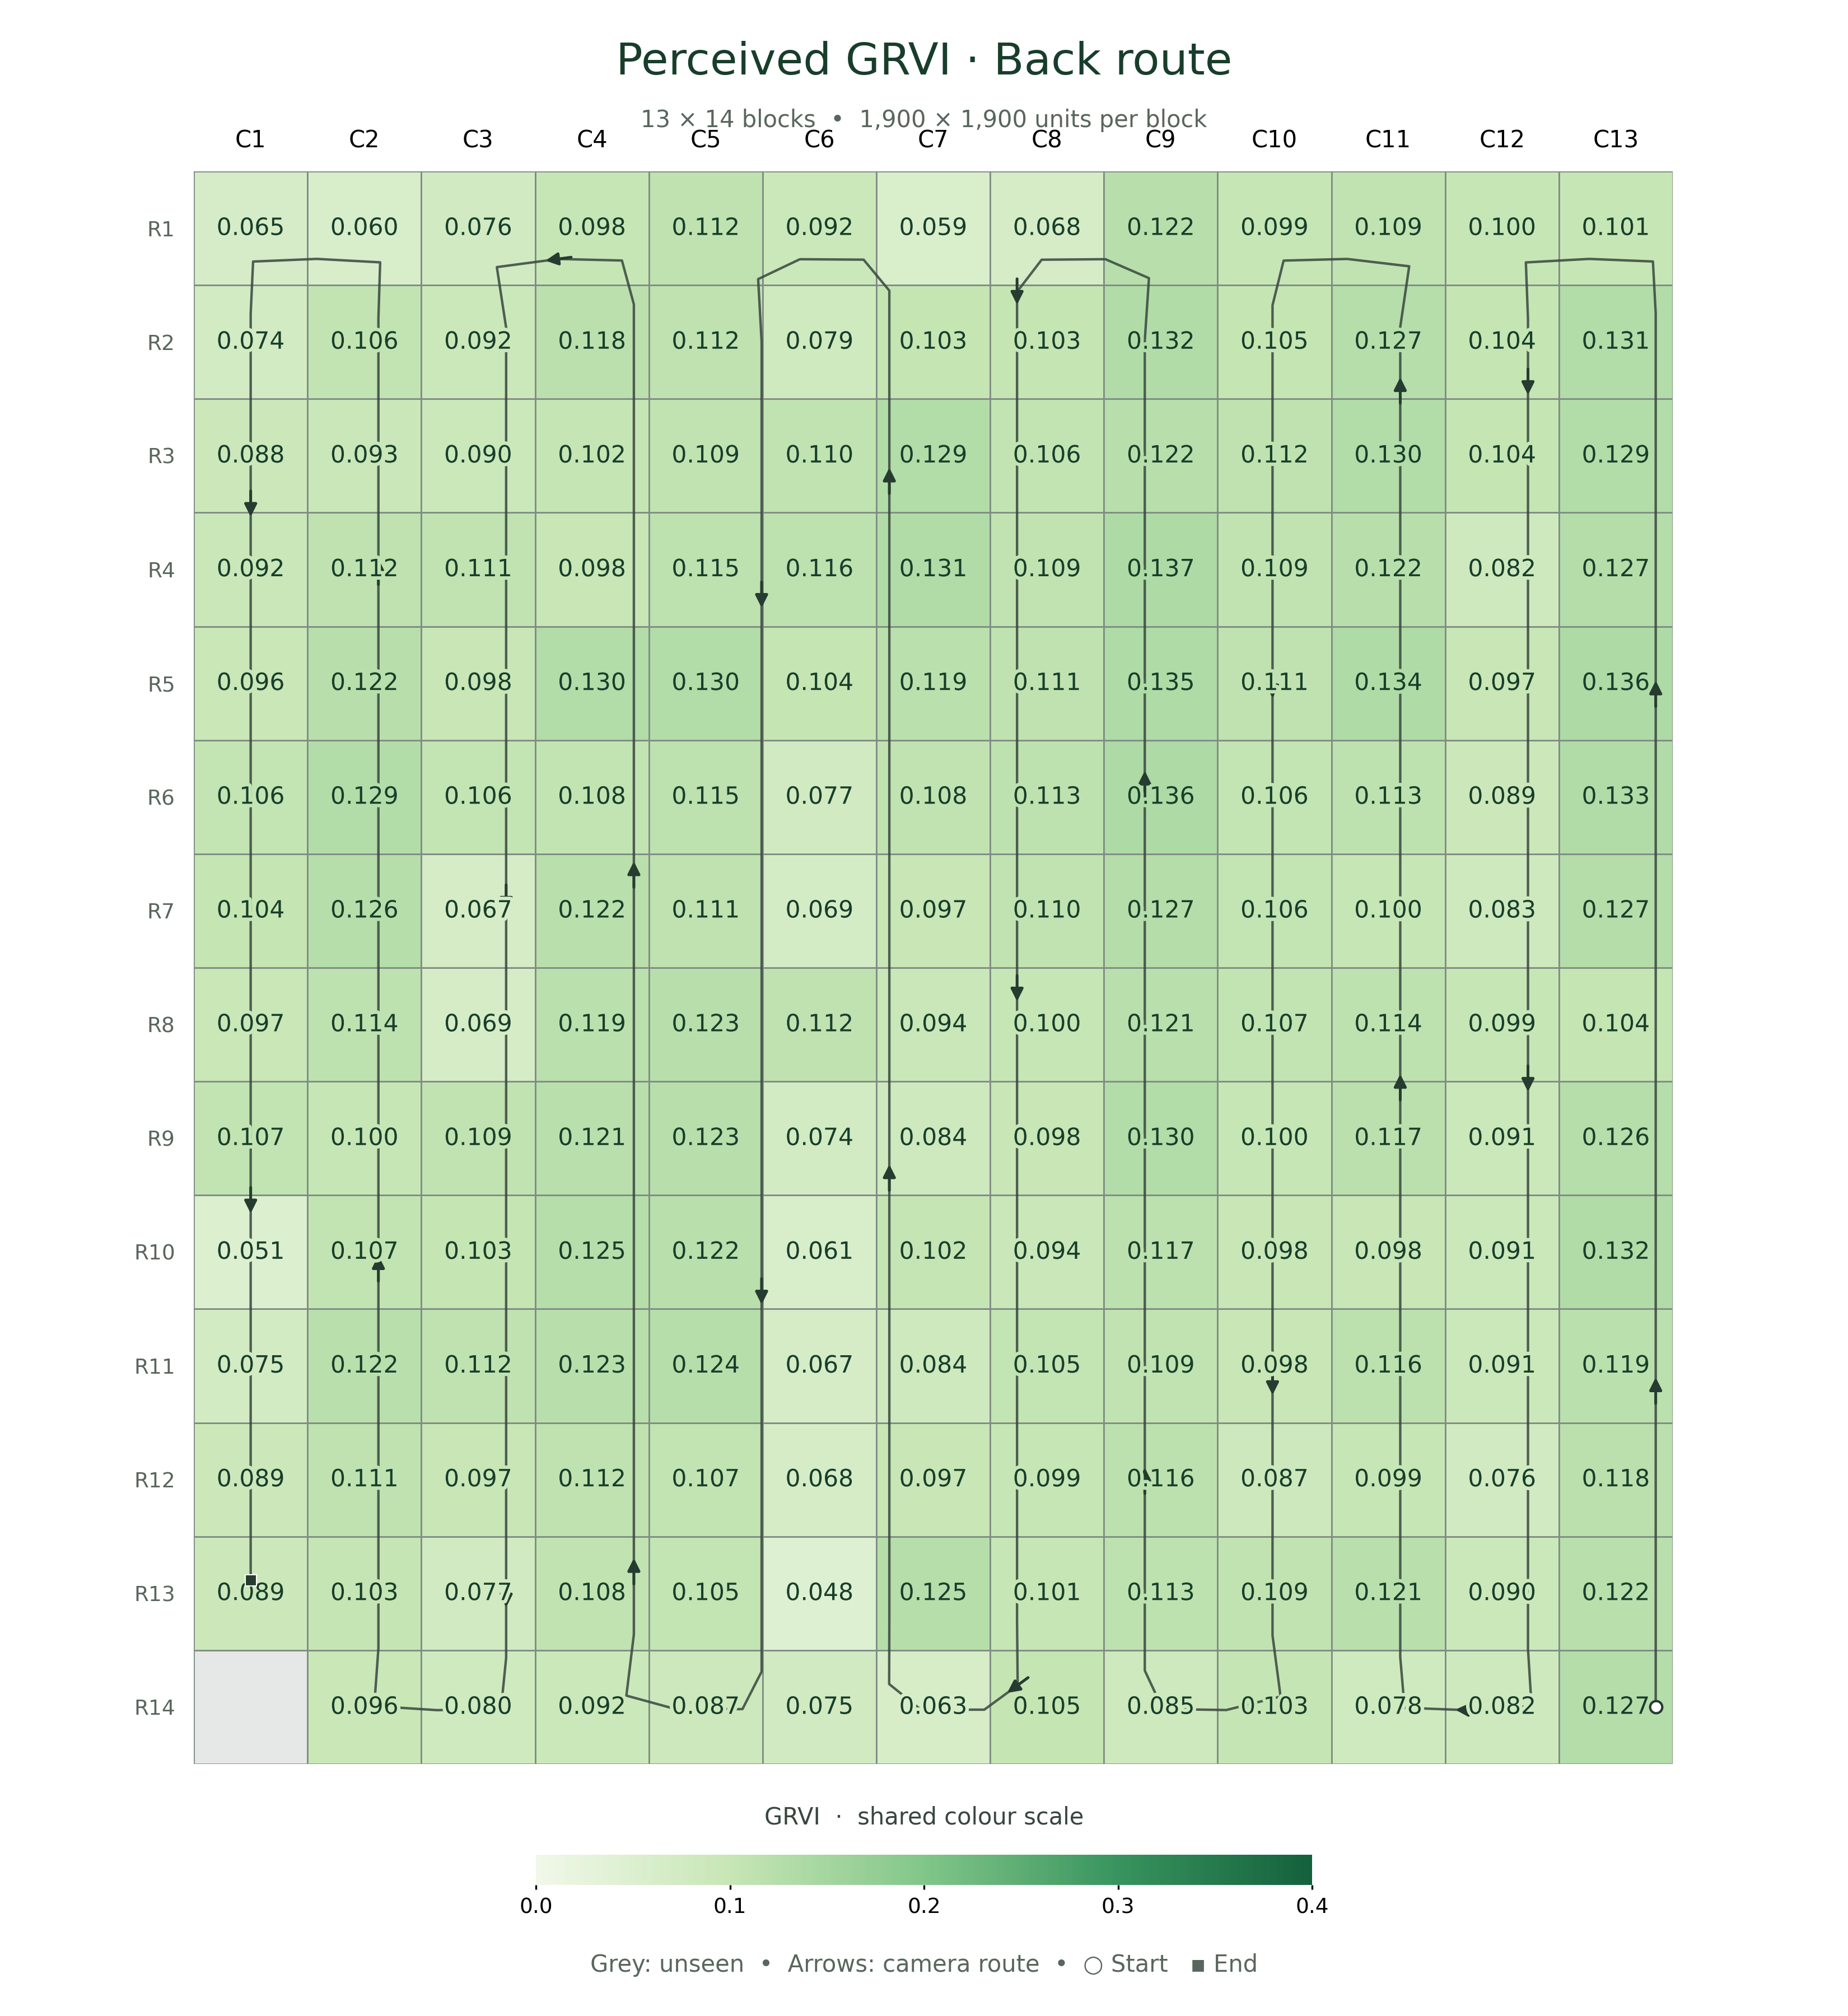 Perceived GRVI · Back route
13 × 14 blocks • 1,900 × 1,900 units per block
C1 C2 C3 C4 C5 C6 C7 C8 C9 C10 C11 C12 C13
R1 0.065 0.060 0.076 0.098 0.112 0.092 0.059 0.068 0.122 0.099 0.109 0.100 0.101
R2 0.074 0.106 0.092 0.118 0.112 0.079 0.103 0.103 0.132 0.105 0.127 0.104 0.131
R3 0.088 0.093 0.090 0.102 0.109 0.110 0.129 0.106 0.122 0.112 0.130 0.104 0.129
R4 0.092 0.112 0.111 0.098 0.115 0.116 0.131 0.109 0.137 0.109 0.122 0.082 0.127
R5 0.096 0.122 0.098 0.130 0.130 0.104 0.119 0.111 0.135 0.111 0.134 0.097 0.136
R6 0.106 0.129 0.106 0.108 0.115 0.077 0.108 0.113 0.136 0.106 0.113 0.089 0.133
R7 0.104 0.126 0.067 0.122 0.111 0.069 0.097 0.110 0.127 0.106 0.100 0.083 0.127
R8 0.097 0.114 0.069 0.119 0.123 0.112 0.094 0.100 0.121 0.107 0.114 0.099 0.104
R9 0.107 0.100 0.109 0.121 0.123 0.074 0.084 0.098 0.130 0.100 0.117 0.091 0.126
R10 0.051 0.107 0.103 0.125 0.122 0.061 0.102 0.094 0.117 0.098 0.098 0.091 0.132
R11 0.075 0.122 0.112 0.123 0.124 0.067 0.084 0.105 0.109 0.098 0.116 0.091 0.119
R12 0.089 0.111 0.097 0.112 0.107 0.068 0.097 0.099 0.116 0.087 0.099 0.076 0.118
R13 0.089 0.103 0.077 0.108 0.105 0.048 0.125 0.101 0.113 0.109 0.121 0.090 0.122
R14 0.096 0.080 0.092 0.087 0.075 0.063 0.105 0.085 0.103 0.078 0.082 0.127
GRVI · shared colour scale
0.0 0.1 0.2 0.3 0.4
Grey: unseen • Arrows: camera route • ○ Start ■ End